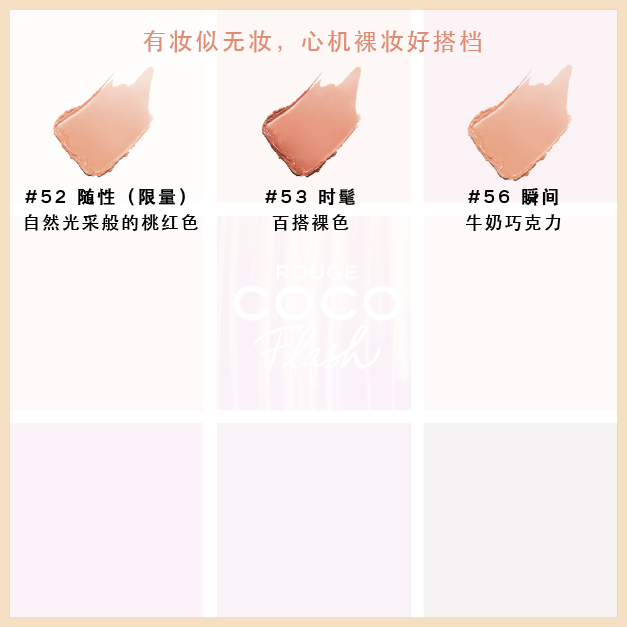 有妆似无妆，心机裸妆好搭档
#52 随性（限量）
自然光采般的桃红色
#53 时髦
百搭裸色
#56 瞬间
牛奶巧克力
ROUGE
COCO
Flash